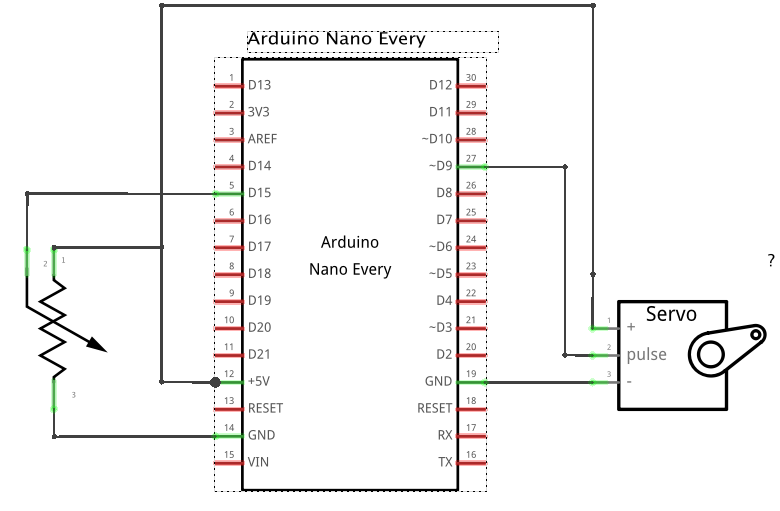 Arduino Nano Every
1 D13 D12 30
2 3V3 D11 29
3 AREF ~D10 28
4 D14 ~D9 27
5 D15 D8 26
6 D16 D7 25
7 D17 ~D6 24
8 D18 ~D5 23
9 D19 D4 22
10 D20 ~D3 21
11 D21 D2 20
12 +5V GND 19
13 RESET RESET 18
14 GND RX 17
15 VIN TX 16
Arduino
Nano Every
2 1
3
?
Servo
1 +
2 pulse
3 -